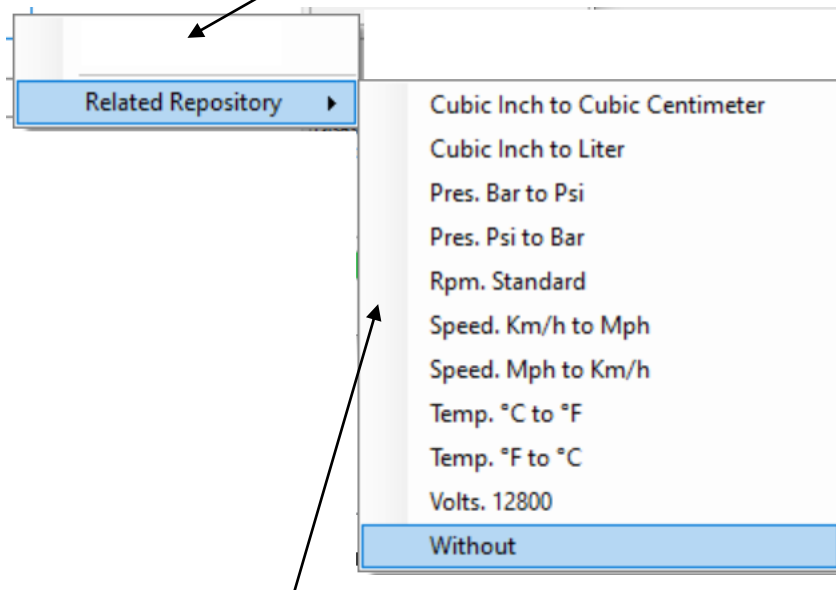 Related Repository
Cubic Inch to Cubic Centimeter
Cubic Inch to Liter
Pres. Bar to Psi
Pres. Psi to Bar
Rpm. Standard
Speed. Km/h to Mph
Speed. Mph to Km/h
Temp. °C to °F
Temp. °F to °C
Volts. 12800
Without